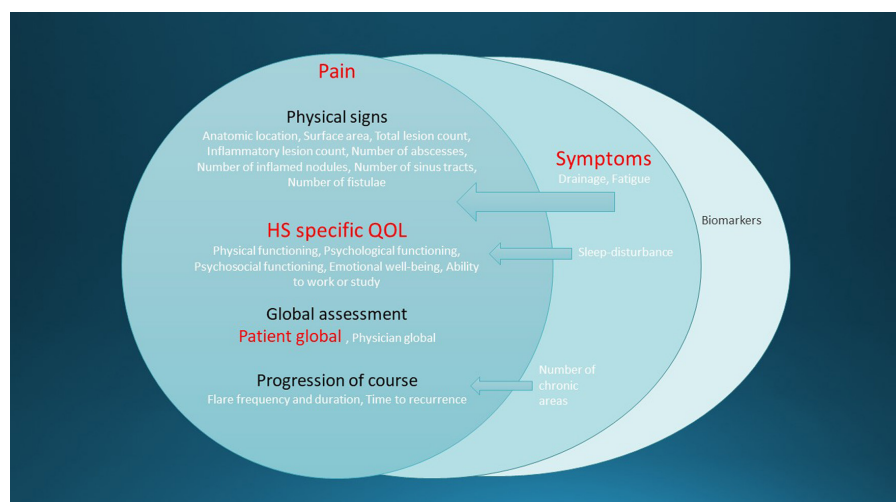 Pain
Physical signs
Anatomic location, Surface area, Total lesion count,
Inflammatory lesion count, Number of abscesses,
Number of inflamed nodules, Number of sinus tracts,
Number of fistulae
HS specific QOL
Physical functioning, Psychological functioning,
Psychosocial functioning, Emotional well-being, Ability
to work or study
Global assessment
Patient global , Physician global
Progression of course
Flare frequency and duration, Time to recurrence
Symptoms
Drainage, Fatigue
Sleep-disturbance
Number of
chronic
areas
Biomarkers